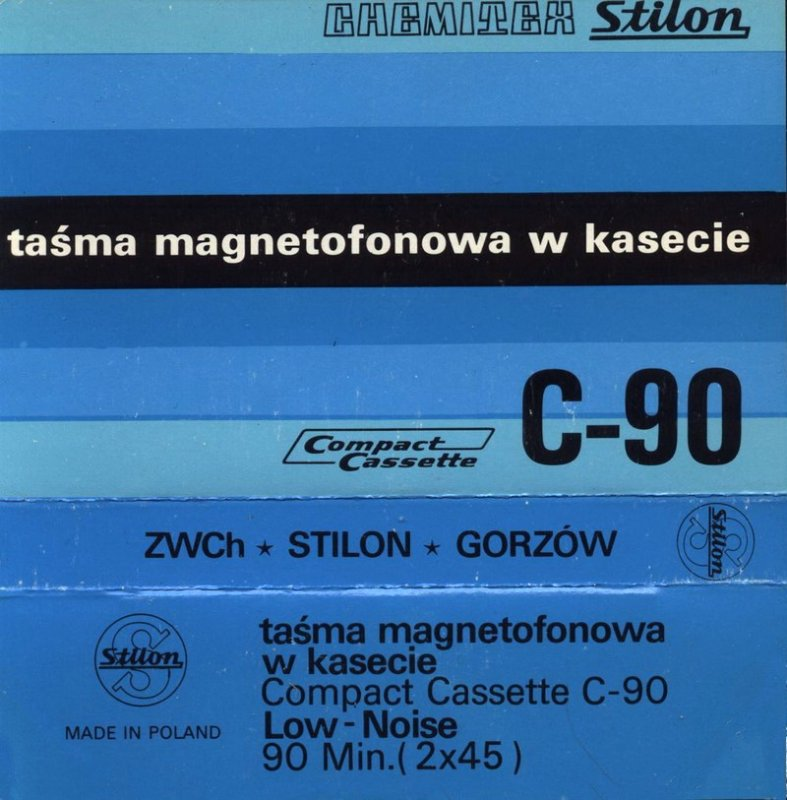 CHEMITEX Stilon
taśma magnetofonowa w kasecie
C-90
Compact
Cassette
ZWCh ★ STILON ★ GORZÓW
Stilon
Stilon
taśma magnetofonowa
w kasecie
Compact Cassette C-90
MADE IN POLAND
Low-Noise
90 Min.(2x45)